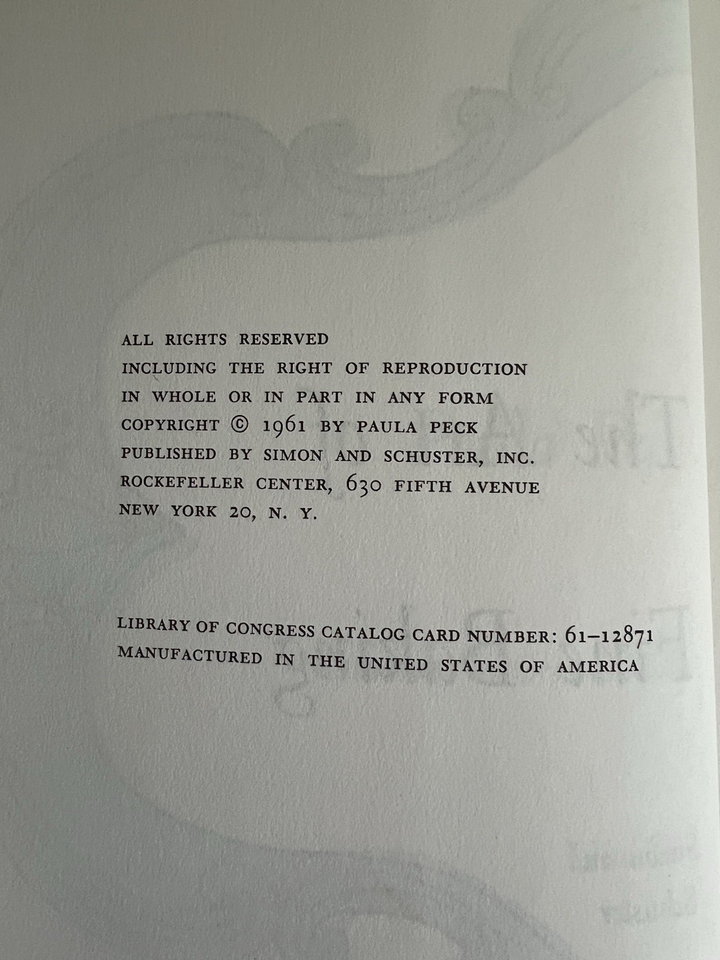 ALL RIGHTS RESERVED
INCLUDING THE RIGHT OF REPRODUCTION
IN WHOLE OR IN PART IN ANY FORM
COPYRIGHT © 1961 BY PAULA PECK
PUBLISHED BY SIMON AND SCHUSTER, INC.
ROCKEFELLER CENTER, 630 FIFTH AVENUE
NEW YORK 20, N. Y.
LIBRARY OF CONGRESS CATALOG CARD NUMBER: 61–12871
MANUFACTURED IN THE UNITED STATES OF AMERICA